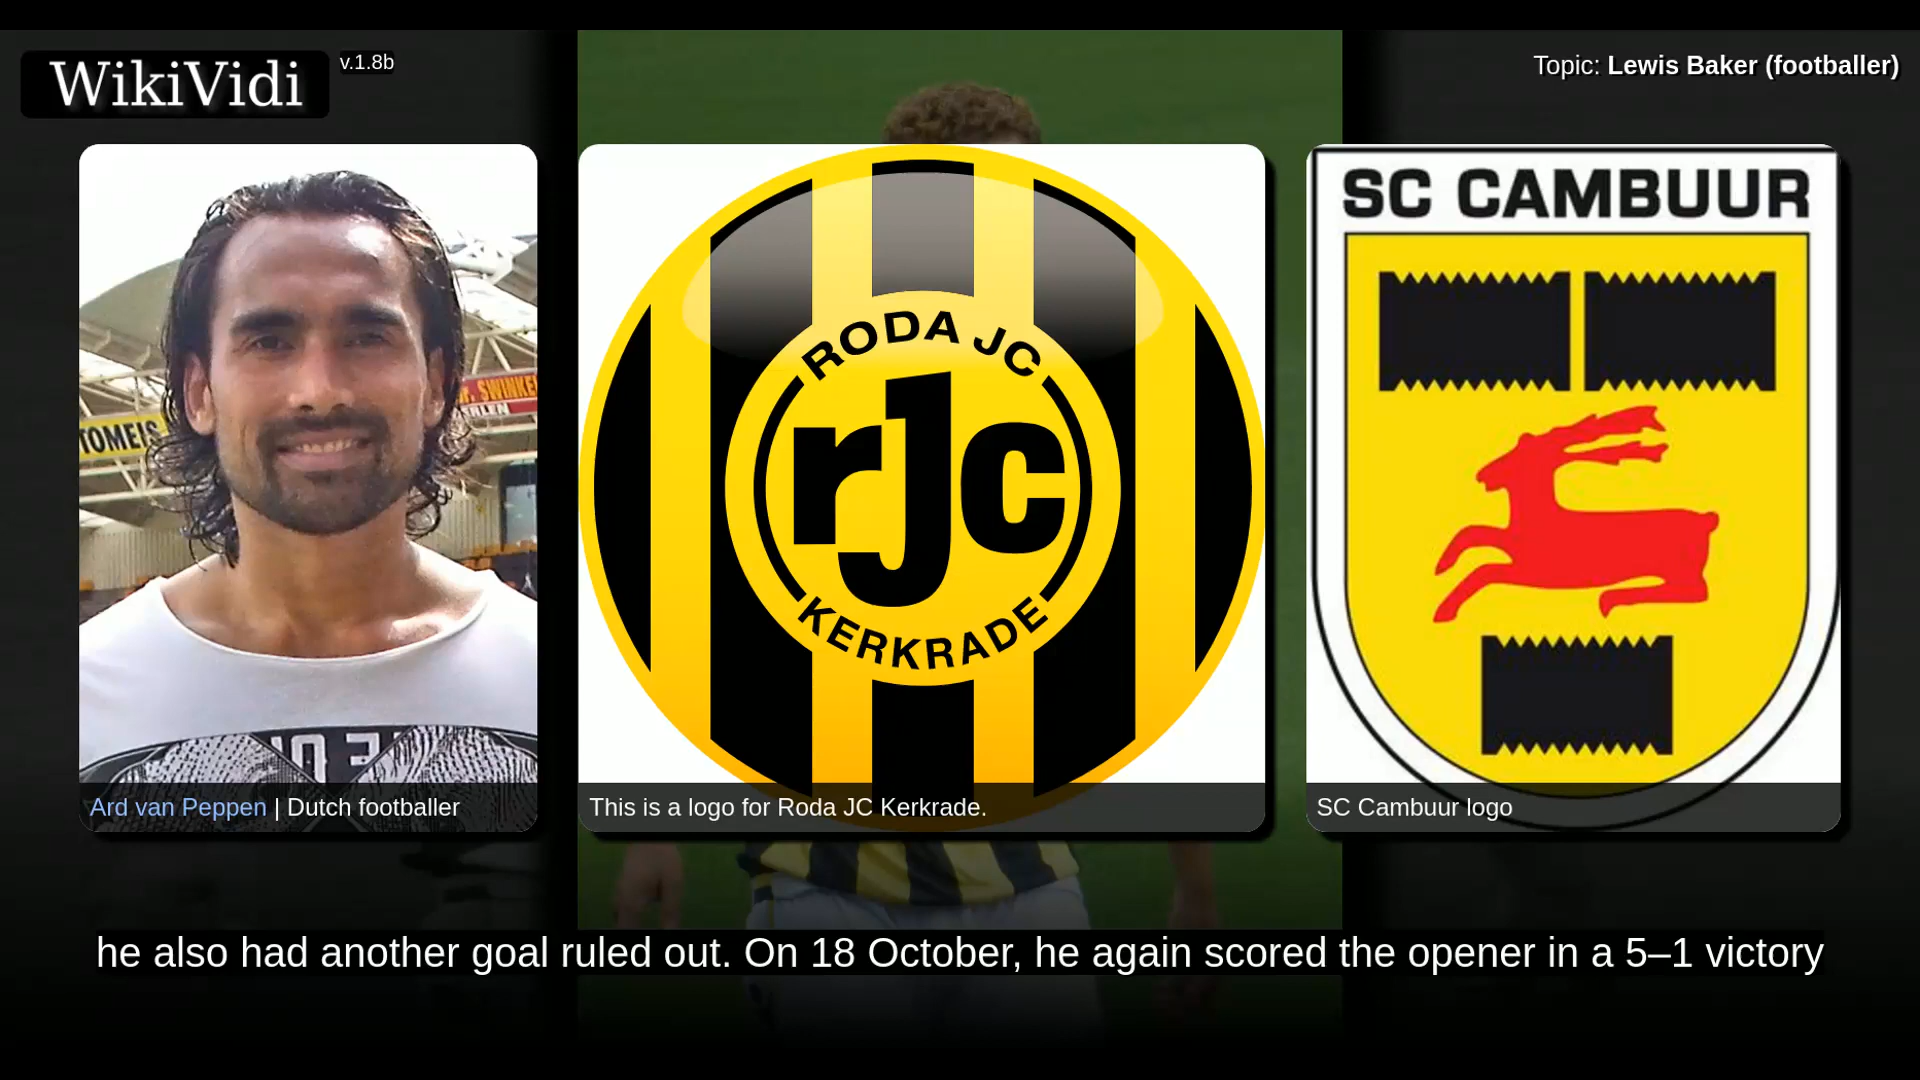 WikiVidi
v.1.8b
Topic: Lewis Baker (footballer)
TOMEIS
Ard van Peppen | Dutch footballer
RODA JC
rJc
KERKRADE
This is a logo for Roda JC Kerkrade.
SC CAMBUUR
SC Cambuur logo
he also had another goal ruled out. On 18 October, he again scored the opener in a 5–1 victory